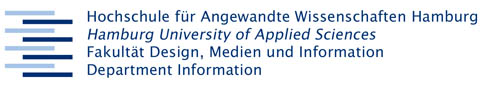 Hochschule für Angewandte Wissenschaften Hamburg
Hamburg University of Applied Sciences
Fakultät Design, Medien und Information
Department Information